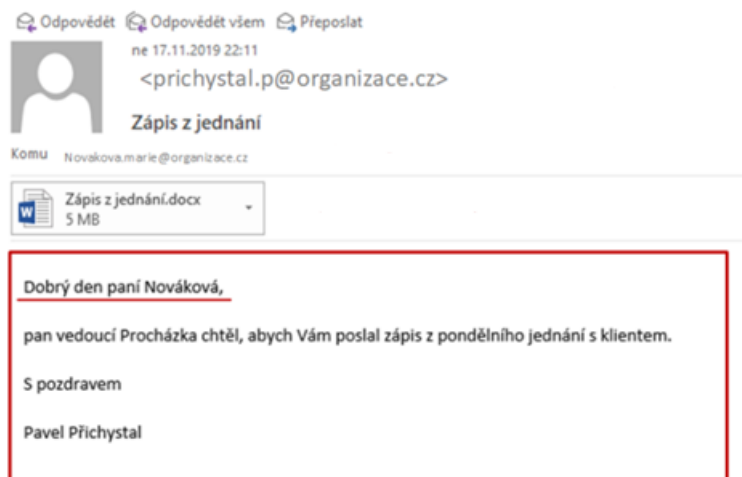 Odpovědět Odpovědět všem Přeposlat
ne 17.11.2019 22:11
<prichystal.p@organizace.cz>
Zápis z jednání
Komu Novakova.marie@organizace.cz
Zápis z jednání.docx
5 MB
Dobrý den paní Nováková,
pan vedoucí Procházka chtěl, abych Vám poslal zápis z pondělního jednání s klientem.
S pozdravem
Pavel Přichystal